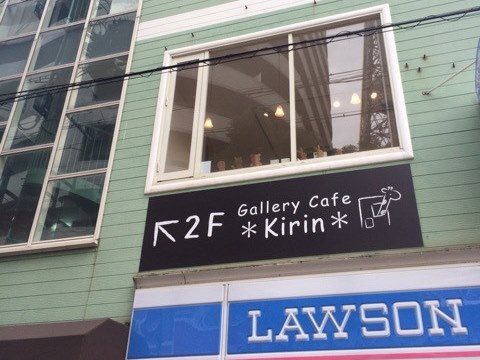 ↖2F Gallery Cafe
*Kirin*
LAWSON